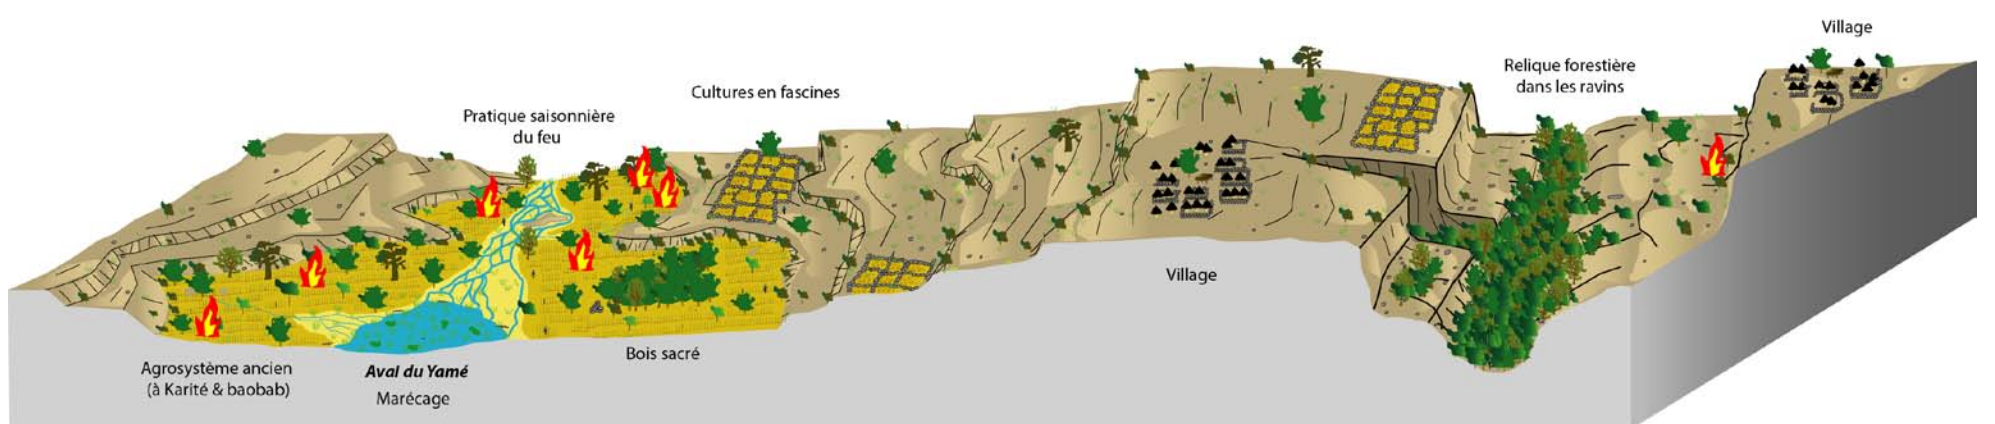 Village
Relique forestière
dans les ravins
Cultures en fascines
Pratique saisonnière
du feu
Village
Bois sacré
Agrosystème ancien
(à Karité & baobab)
Aval du Yamé
Marécage